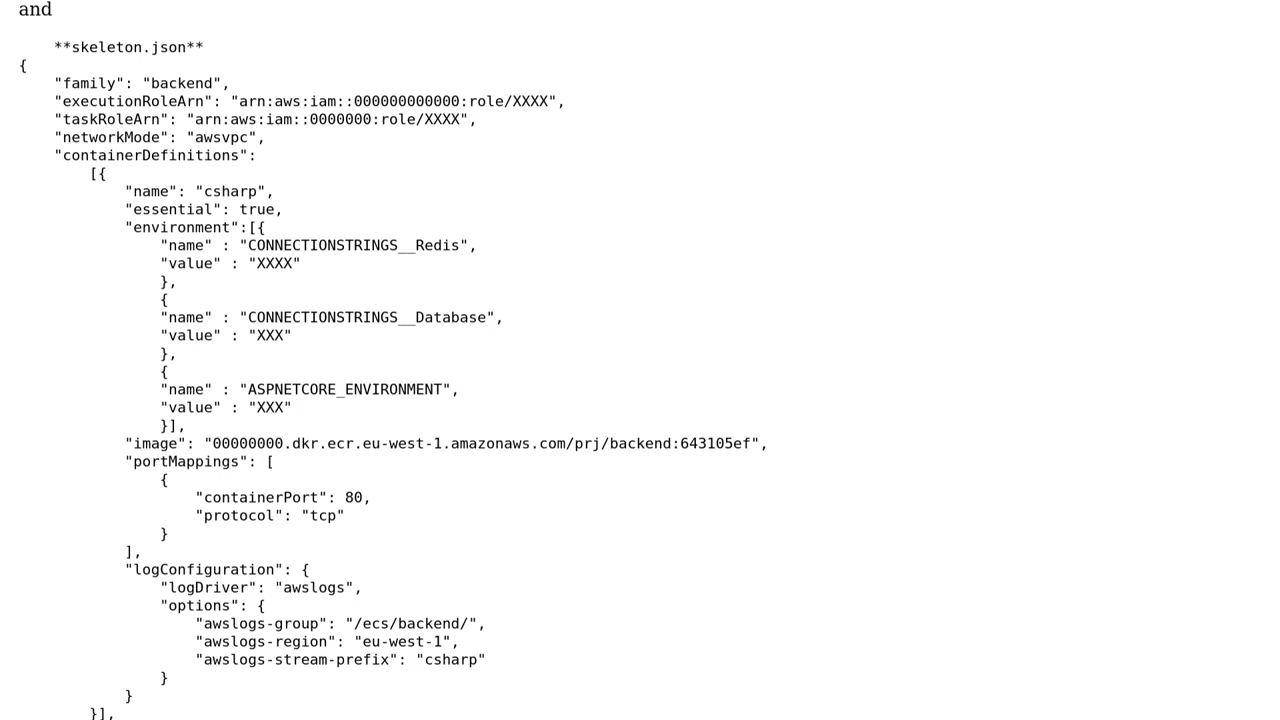 and
**skeleton.json**
{
"family": "backend",
"executionRoleArn": "arn:aws:iam::000000000000:role/XXXX",
"taskRoleArn": "arn:aws:iam::0000000:role/XXXX",
"networkMode": "awsvpc",
"containerDefinitions":
[{
"name": "csharp",
"essential": true,
"environment":[{
"name" : "CONNECTIONSTRINGS__Redis",
"value" : "XXXX"
},
{
"name" : "CONNECTIONSTRINGS__Database",
"value" : "XXX"
},
{
"name" : "ASPNETCORE_ENVIRONMENT",
"value" : "XXX"
}],
"image": "00000000.dkr.ecr.eu-west-1.amazonaws.com/prj/backend:643105ef",
"portMappings": [
{
"containerPort": 80,
"protocol": "tcp"
}
],
"logConfiguration": {
"logDriver": "awslogs",
"options": {
"awslogs-group": "/ecs/backend/",
"awslogs-region": "eu-west-1",
"awslogs-stream-prefix": "csharp"
}
}
}],